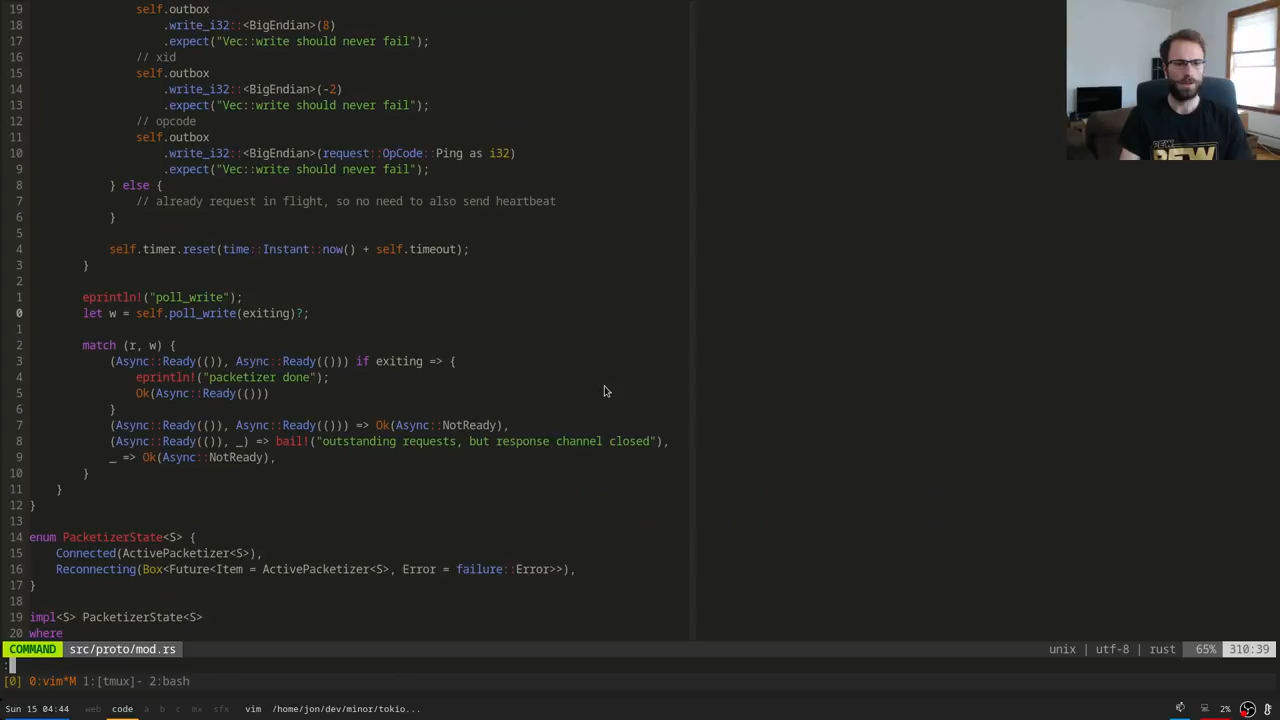 19                 self.outbox
18                     .write_i32::<BigEndian>(8)
17                     .expect("Vec::write should never fail");
16                 // xid
15                 self.outbox
14                     .write_i32::<BigEndian>(-2)
13                     .expect("Vec::write should never fail");
12                 // opcode
11                 self.outbox
10                     .write_i32::<BigEndian>(request::OpCode::Ping as i32)
9                     .expect("Vec::write should never fail");
8             } else {
7                 // already request in flight, so no need to also send heartbeat
6             }
5
4             self.timer.reset(time::Instant::now() + self.timeout);
3         }
2
1         eprintln!("poll_write");
0         let w = self.poll_write(exiting)?;
1
2         match (r, w) {
3             (Async::Ready(()), Async::Ready(())) if exiting => {
4                 eprintln!("packetizer done");
5                 Ok(Async::Ready(()))
6             }
7             (Async::Ready(()), Async::Ready(())) => Ok(Async::NotReady),
8             (Async::Ready(()), _) => bail!("outstanding requests, but response channel closed"),
9             _ => Ok(Async::NotReady),
10         }
11     }
12 }
13
14 enum PacketizerState<S> {
15     Connected(ActivePacketizer<S>),
16     Reconnecting(Box<Future<Item = ActivePacketizer<S>, Error = failure::Error>>),
17 }
18
19 impl<S> PacketizerState<S>
20 where
COMMAND src/proto/mod.rs unix | utf-8 | rust 65% 310:39
:
[0] 0:vim*M 1:[tmux]- 2:bash
Sun 15 04:44 web code a b c mx sfx vim /home/jon/dev/minor/tokio... 2%